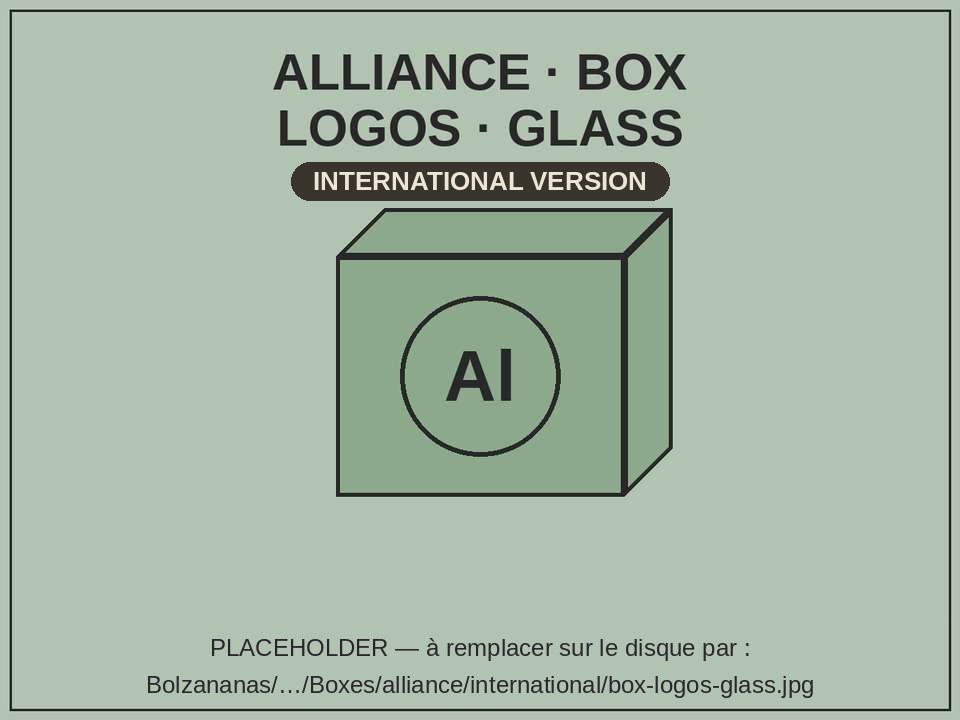 ALLIANCE · BOX
LOGOS · GLASS
INTERNATIONAL VERSION
Al
PLACEHOLDER — à remplacer sur le disque par :
Bolzananas/…/Boxes/alliance/international/box-logos-glass.jpg